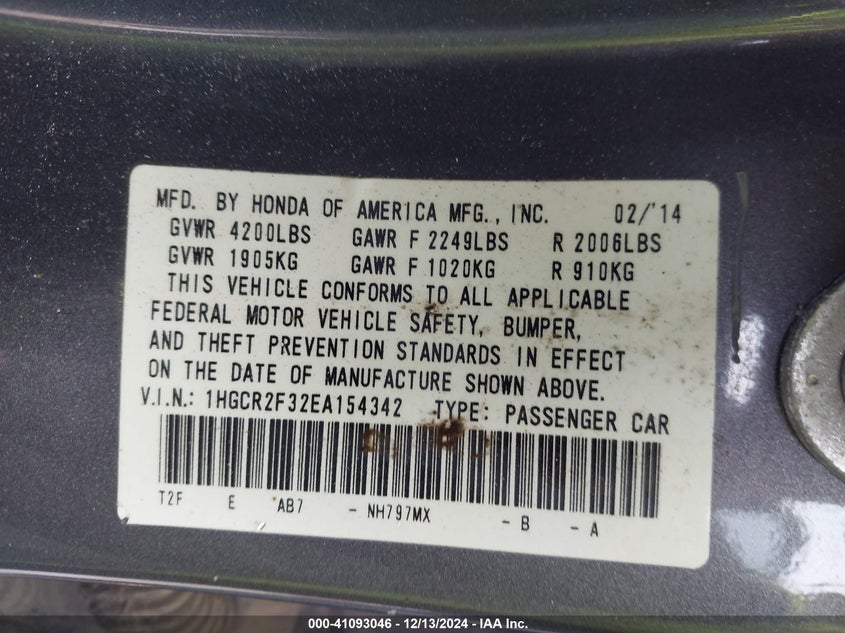 MFD. BY HONDA OF AMERICA MFG., INC. 02/'14
GVWR 4200LBS GAWR F 2249LBS R 2006LBS
GVWR 1905KG GAWR F 1020KG R 910KG
THIS VEHICLE CONFORMS TO ALL APPLICABLE
FEDERAL MOTOR VEHICLE SAFETY, BUMPER,
AND THEFT PREVENTION STANDARDS IN EFFECT
ON THE DATE OF MANUFACTURE SHOWN ABOVE.
V.I.N.: 1HGCR2F32EA154342 TYPE: PASSENGER CAR
T2F E AB7 - NH797MX - B - A
000-41093046 - 12/13/2024 - IAA Inc.